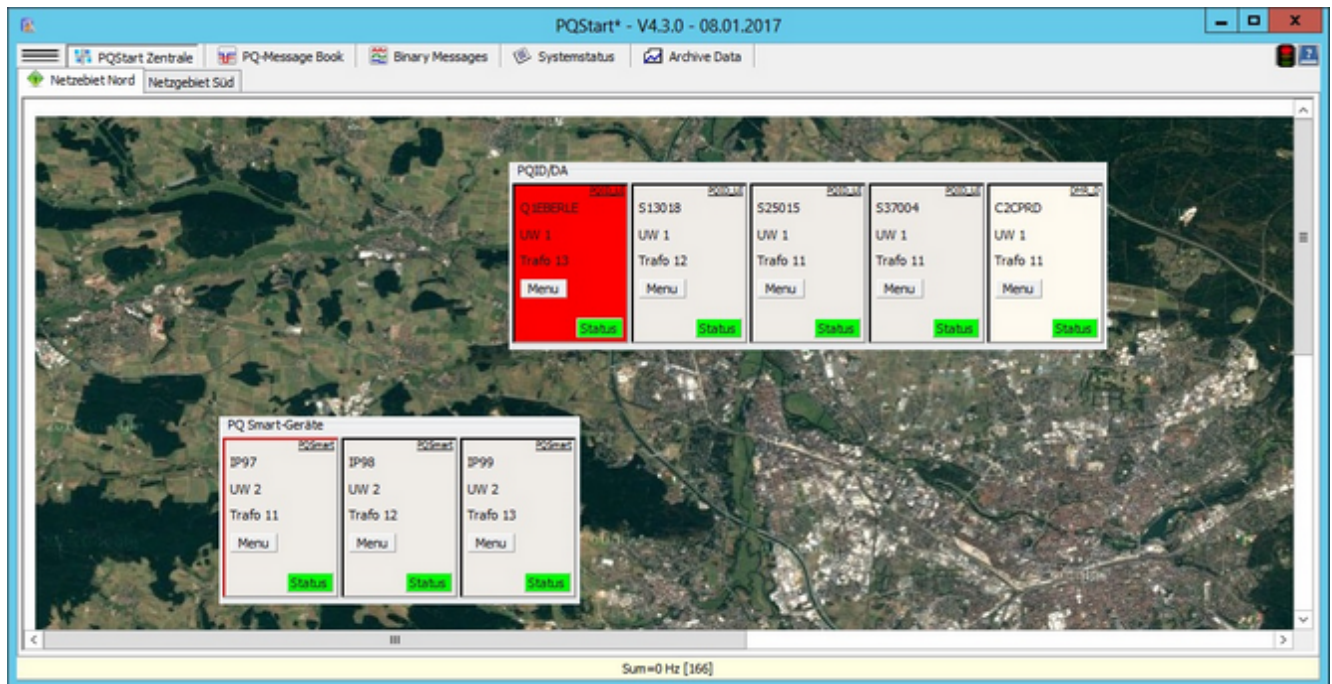 PQStart* - V4.3.0 - 08.01.2017
PQStart Zentrale PQ-Message Book Binary Messages Systemstatus Archive Data
Netzebiet Nord Netzgebiet Süd
PQID/DA
Q1EBERLE S13018 S25015 S37004 C2CPRD
UW 1 UW 1 UW 1 UW 1 UW 1
Trafo 13 Trafo 12 Trafo 11 Trafo 11 Trafo 11
Menu Menu Menu Menu Menu
Status Status Status Status Status
PQ Smart-Geräte
PQSmart PQSmart PQSmart
IP97 IP98 IP99
UW 2 UW 2 UW 2
Trafo 11 Trafo 12 Trafo 13
Menu Menu Menu
Status Status Status
Sum=0 Hz [166]